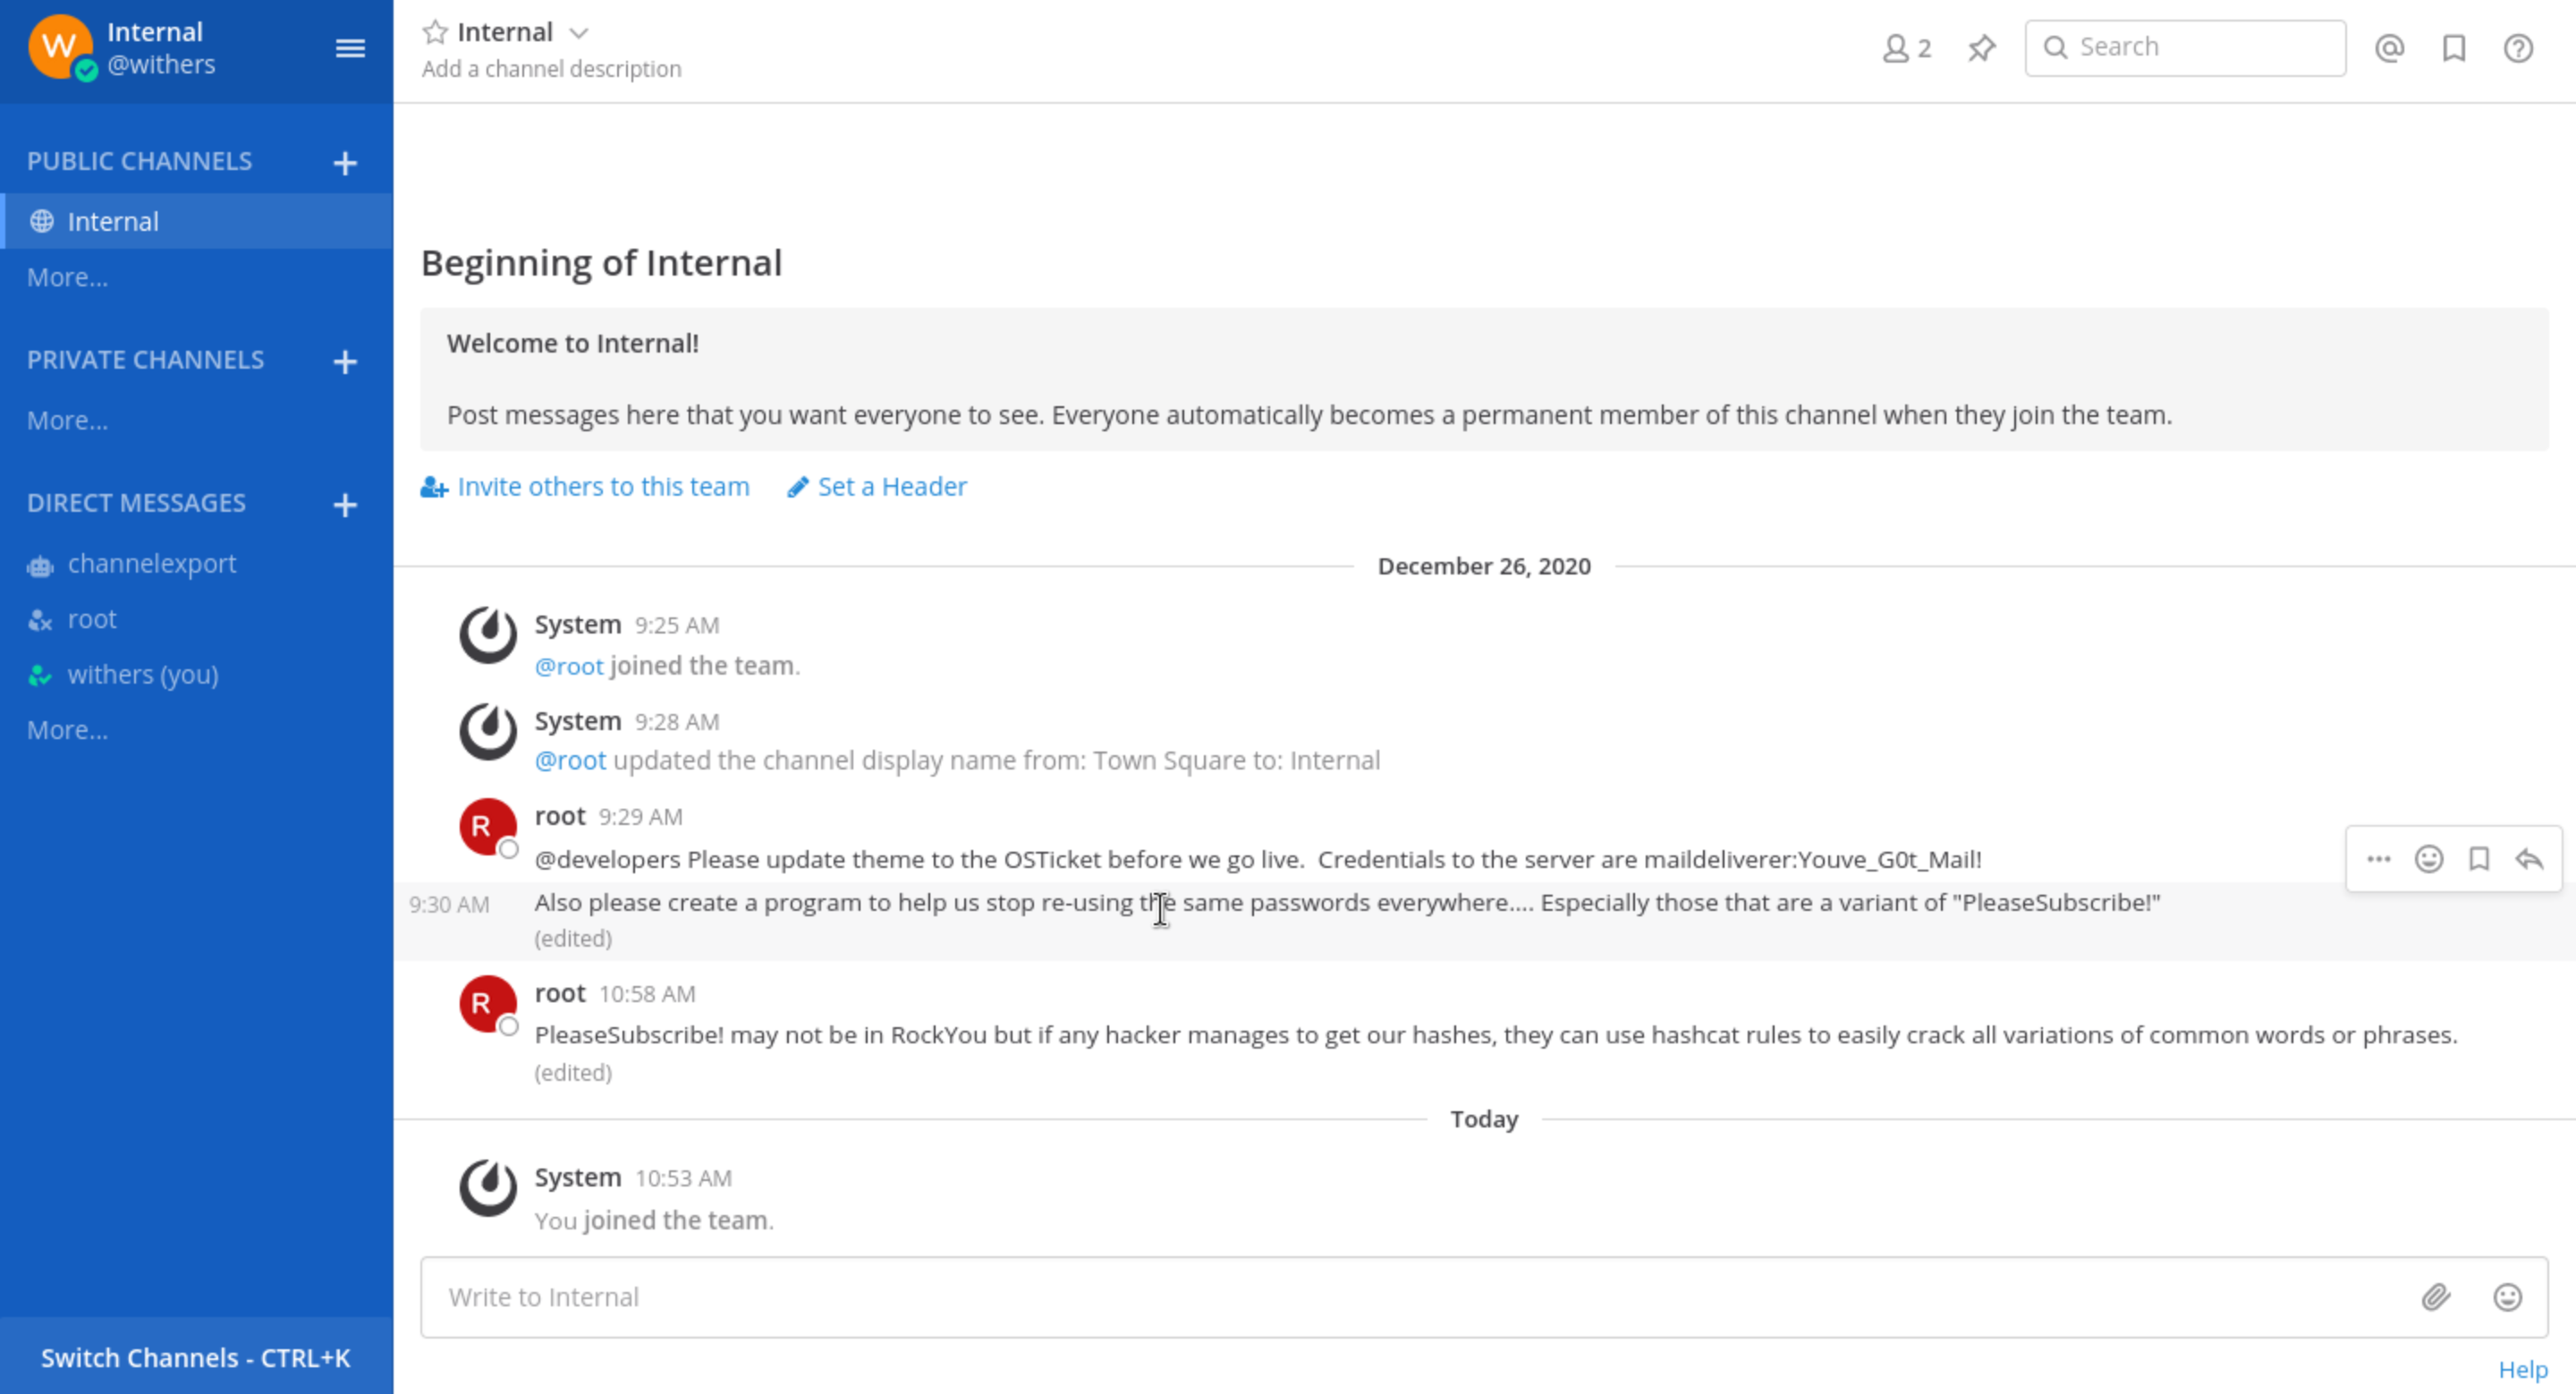 W
Internal
@withers
PUBLIC CHANNELS +
Internal
More...
PRIVATE CHANNELS +
More...
DIRECT MESSAGES +
channelexport
root
withers (you)
More...
Switch Channels - CTRL+K
Internal
Add a channel description
2
Search
Beginning of Internal
Welcome to Internal!
Post messages here that you want everyone to see. Everyone automatically becomes a permanent member of this channel when they join the team.
Invite others to this team Set a Header
December 26, 2020
System 9:25 AM
@root joined the team.
System 9:28 AM
@root updated the channel display name from: Town Square to: Internal
R
root 9:29 AM
@developers Please update theme to the OSTicket before we go live.  Credentials to the server are maildeliverer:Youve_G0t_Mail!
9:30 AM Also please create a program to help us stop re-using the same passwords everywhere.... Especially those that are a variant of "PleaseSubscribe!"
(edited)
R
root 10:58 AM
PleaseSubscribe! may not be in RockYou but if any hacker manages to get our hashes, they can use hashcat rules to easily crack all variations of common words or phrases.
(edited)
Today
System 10:53 AM
You joined the team.
Write to Internal
Help